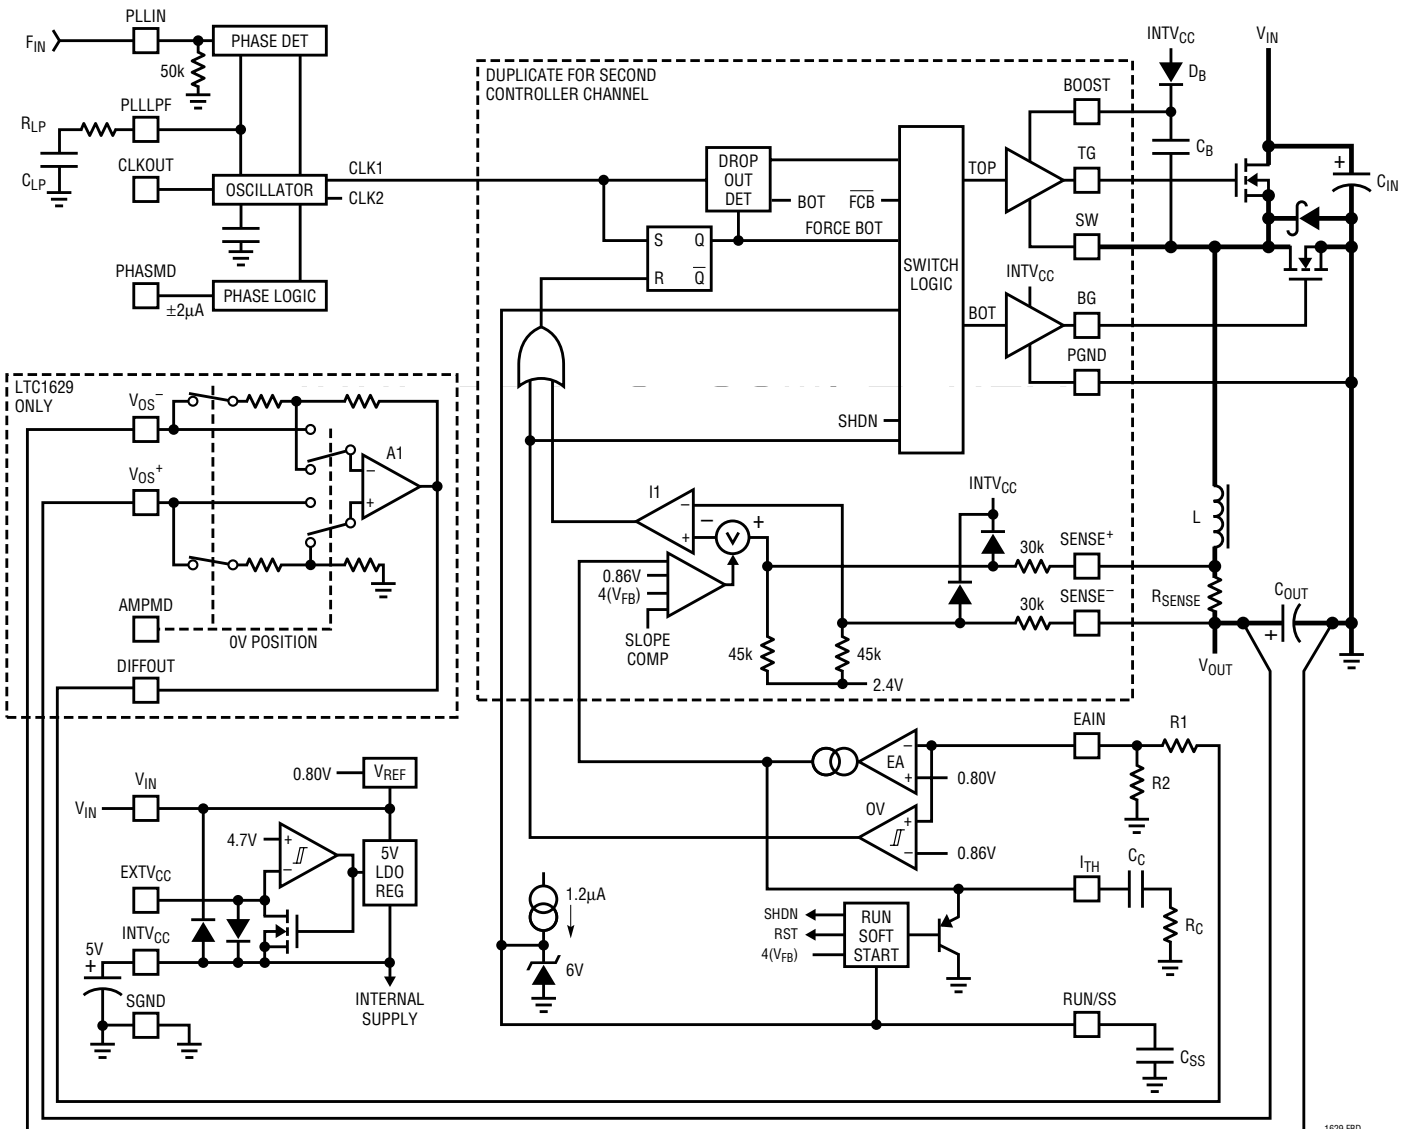 PLLIN
F_IN
PHASE DET
50k
PLLLPF
R_LP
C_LP
CLKOUT
OSCILLATOR
CLK1
CLK2
PHASMD
±2µA
PHASE LOGIC
DUPLICATE FOR SECOND
CONTROLLER CHANNEL
DROP
OUT
DET
BOT
FCB
FORCE BOT
S
Q
R
Q
SWITCH
LOGIC
TOP
BOT
SHDN
INTV_CC
BOOST
TG
SW
INTV_CC
BG
PGND
D_B
C_B
V_IN
+
C_IN
LTC1629
ONLY
V_OS^–
V_OS^+
A1
–
+
AMPMD
0V POSITION
DIFFOUT
I1
–
+
–
V
+
0.86V
4(V_FB)
SLOPE
COMP
45k
45k
2.4V
INTV_CC
30k
SENSE^+
30k
SENSE^–
L
R_SENSE
V_OUT
C_OUT
+
EAIN
R1
R2
EA
–
+
0.80V
OV
+
–
0.86V
I_TH
C_C
R_C
1.2µA
6V
SHDN
RST
4(V_FB)
RUN
SOFT
START
RUN/SS
C_SS
V_IN
V_IN
0.80V
V_REF
4.7V
+
–
5V
LDO
REG
EXTV_CC
INTV_CC
5V
+
SGND
INTERNAL
SUPPLY